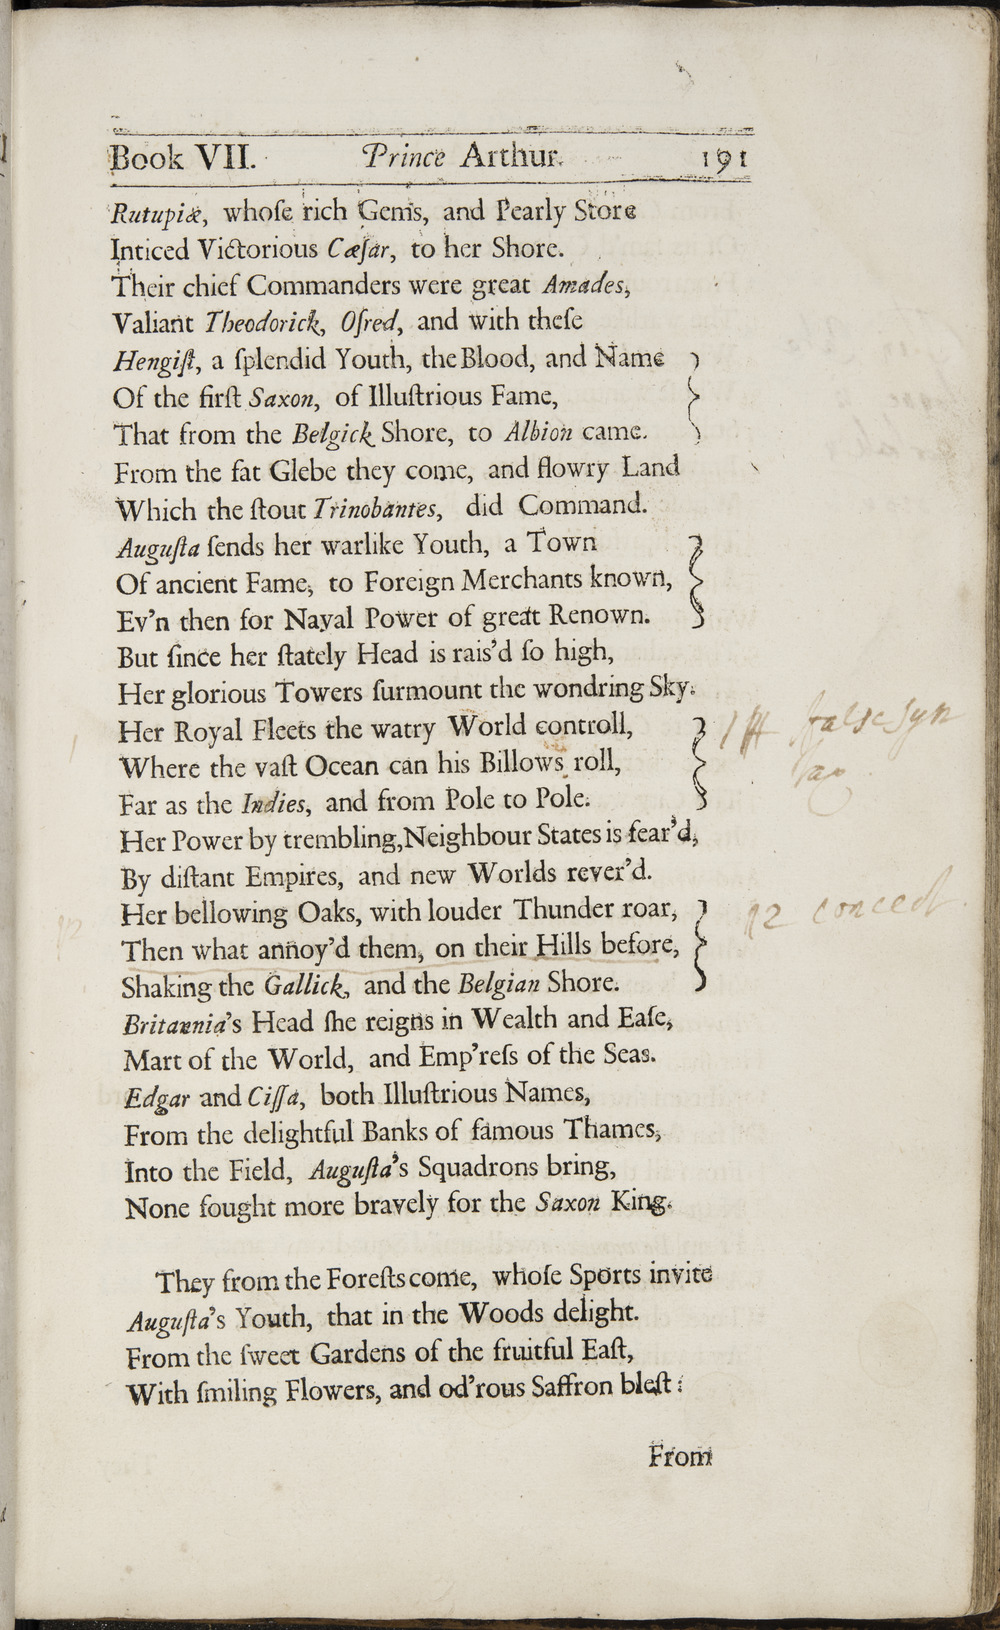 Book VII. Prince Arthur. 191
Rutupiæ, whoſe rich Gems, and Pearly Store
Inticed Victorious Cæſar, to her Shore.
Their chief Commanders were great Amades,
Valiant Theodorick, Oſred, and with theſe
Hengiſt, a ſplendid Youth, the Blood, and Name
Of the firſt Saxon, of Illuſtrious Fame,
That from the Belgick Shore, to Albion came.
From the fat Glebe they come, and flowry Land
Which the ſtout Trinobantes, did Command.
Auguſta ſends her warlike Youth, a Town
Of ancient Fame, to Foreign Merchants known,
Ev'n then for Naval Power of great Renown.
But ſince her ſtately Head is rais'd ſo high,
Her glorious Towers ſurmount the wondring Sky.
Her Royal Fleets the watry World controll, false syn
Where the vaſt Ocean can his Billows roll, tax
Far as the Indies, and from Pole to Pole.
Her Power by trembling, Neighbour States is fear'd,
By diſtant Empires, and new Worlds rever'd.
Her bellowing Oaks, with louder Thunder roar, 2 conceet
Then what annoy'd them, on their Hills before,
Shaking the Gallick, and the Belgian Shore.
Britannia's Head ſhe reigns in Wealth and Eaſe,
Mart of the World, and Emp'reſs of the Seas.
Edgar and Ciſſa, both Illuſtrious Names,
From the delightful Banks of famous Thames,
Into the Field, Auguſta's Squadrons bring,
None fought more bravely for the Saxon King.
They from the Foreſts come, whoſe Sports invite
Auguſta's Youth, that in the Woods delight.
From the ſweet Gardens of the fruitful Eaſt,
With ſmiling Flowers, and od'rous Saffron bleſt:
From